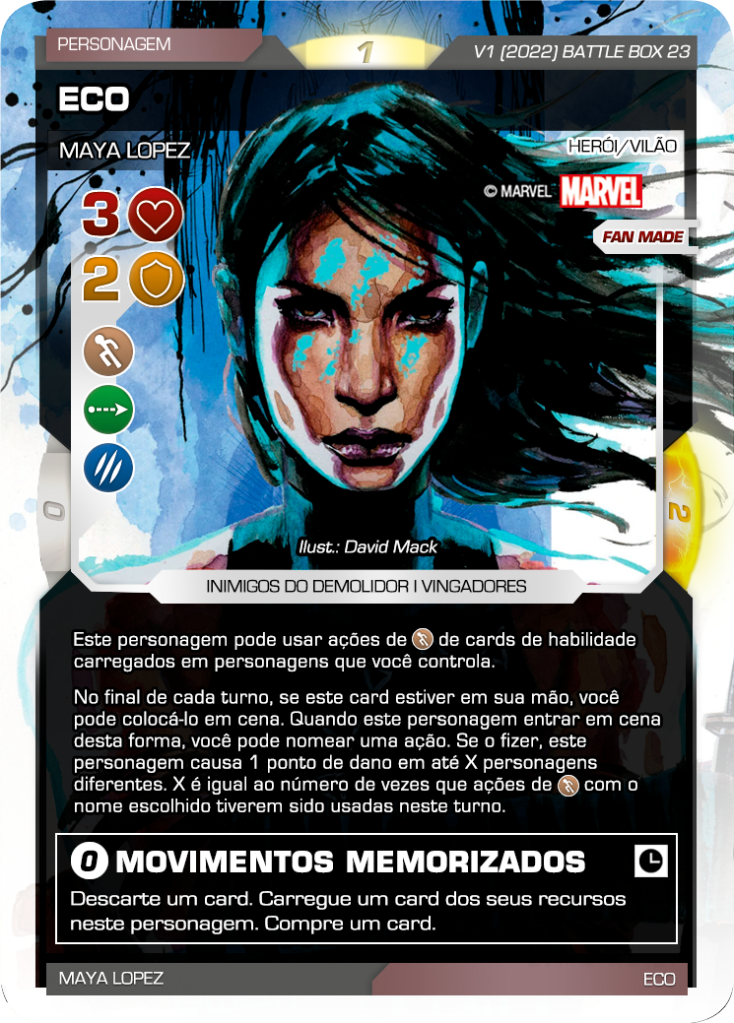 PERSONAGEM
1
V1 (2022) BATTLE BOX 23
ECO
MAYA LOPEZ
HERÓI/VILÃO
© MARVEL MARVEL
3
FAN MADE
2
0
2
Ilust.: David Mack
INIMIGOS DO DEMOLIDOR | VINGADORES
Este personagem pode usar ações de de cards de habilidade
carregados em personagens que você controla.
No final de cada turno, se este card estiver em sua mão, você
pode colocá-lo em cena. Quando este personagem entrar em cena
desta forma, você pode nomear uma ação. Se o fizer, este
personagem causa 1 ponto de dano em até X personagens
diferentes. X é igual ao número de vezes que ações de com o
nome escolhido tiverem sido usadas neste turno.
0 MOVIMENTOS MEMORIZADOS
Descarte um card. Carregue um card dos seus recursos
neste personagem. Compre um card.
MAYA LOPEZ
ECO